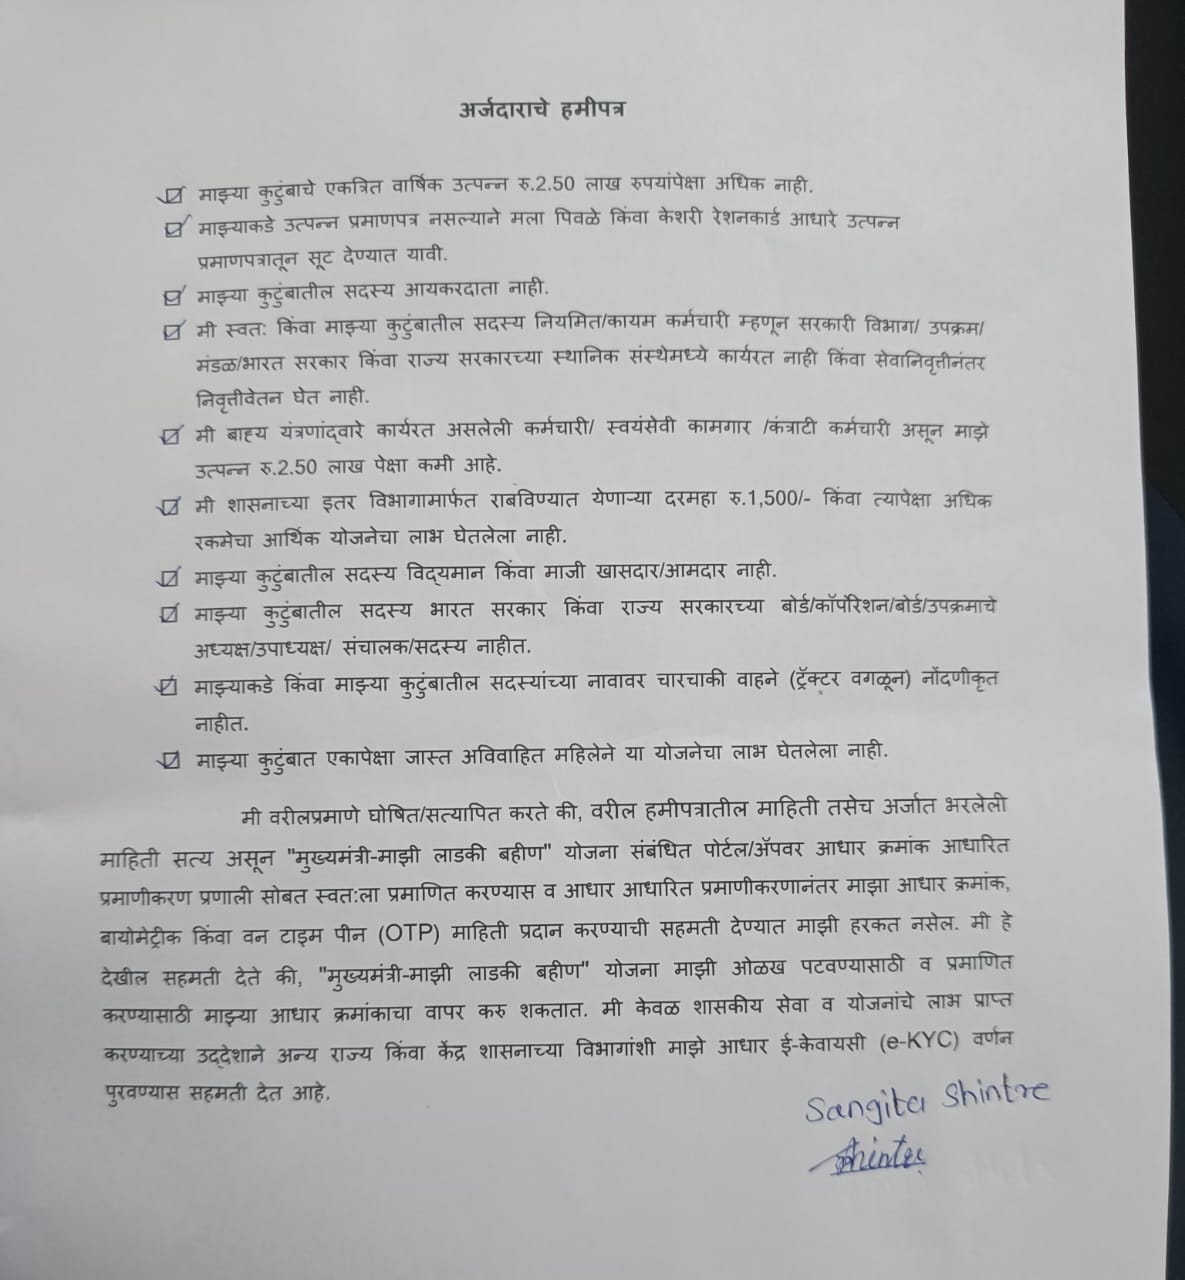 अर्जदाराचे हमीपत्र
माझ्या कुटुंबाचे एकत्रित वार्षिक उत्पन्न रु.2.50 लाख रुपयांपेक्षा अधिक नाही.
माझ्याकडे उत्पन्न प्रमाणपत्र नसल्याने मला पिवळे किंवा केशरी रेशनकार्ड आधारे उत्पन्न
प्रमाणपत्रातून सूट देण्यात यावी.
माझ्या कुटुंबातील सदस्य आयकरदाता नाही.
मी स्वतः किंवा माझ्या कुटुंबातील सदस्य नियमित/कायम कर्मचारी म्हणून सरकारी विभाग/ उपक्रम/
मंडळ/भारत सरकार किंवा राज्य सरकारच्या स्थानिक संस्थेमध्ये कार्यरत नाही किंवा सेवानिवृत्तीनंतर
निवृत्तीवेतन घेत नाही.
मी बाह्य यंत्रणांद्वारे कार्यरत असलेली कर्मचारी/ स्वयंसेवी कामगार /कंत्राटी कर्मचारी असून माझे
उत्पन्न रु.2.50 लाख पेक्षा कमी आहे.
मी शासनाच्या इतर विभागामार्फत राबविण्यात येणाऱ्या दरमहा रु.1,500/- किंवा त्यापेक्षा अधिक
रकमेचा आर्थिक योजनेचा लाभ घेतलेला नाही.
माझ्या कुटुंबातील सदस्य विद्यमान किंवा माजी खासदार/आमदार नाही.
माझ्या कुटुंबातील सदस्य भारत सरकार किंवा राज्य सरकारच्या बोर्ड/कॉर्पोरेशन/बोर्ड/उपक्रमाचे
अध्यक्ष/उपाध्यक्ष/ संचालक/सदस्य नाहीत.
माझ्याकडे किंवा माझ्या कुटुंबातील सदस्यांच्या नावावर चारचाकी वाहने (ट्रॅक्टर वगळून) नोंदणीकृत
नाहीत.
माझ्या कुटुंबात एकापेक्षा जास्त अविवाहित महिलेने या योजनेचा लाभ घेतलेला नाही.
मी वरीलप्रमाणे घोषित/सत्यापित करते की, वरील हमीपत्रातील माहिती तसेच अर्जात भरलेली
माहिती सत्य असून "मुख्यमंत्री-माझी लाडकी बहीण" योजना संबंधित पोर्टल/ॲपवर आधार क्रमांक आधारित
प्रमाणीकरण प्रणाली सोबत स्वतःला प्रमाणित करण्यास व आधार आधारित प्रमाणीकरणानंतर माझा आधार क्रमांक,
बायोमेट्रीक किंवा वन टाइम पीन (OTP) माहिती प्रदान करण्याची सहमती देण्यात माझी हरकत नसेल. मी हे
देखील सहमती देते की, "मुख्यमंत्री-माझी लाडकी बहीण" योजना माझी ओळख पटवण्यासाठी व प्रमाणित
करण्यासाठी माझ्या आधार क्रमांकाचा वापर करु शकतात. मी केवळ शासकीय सेवा व योजनांचे लाभ प्राप्त
करण्याच्या उद्देशाने अन्य राज्य किंवा केंद्र शासनाच्या विभागांशी माझे आधार ई-केवायसी (e-KYC) वर्णन
पुरवण्यास सहमती देत आहे.
Sangita Shintre
Shintre